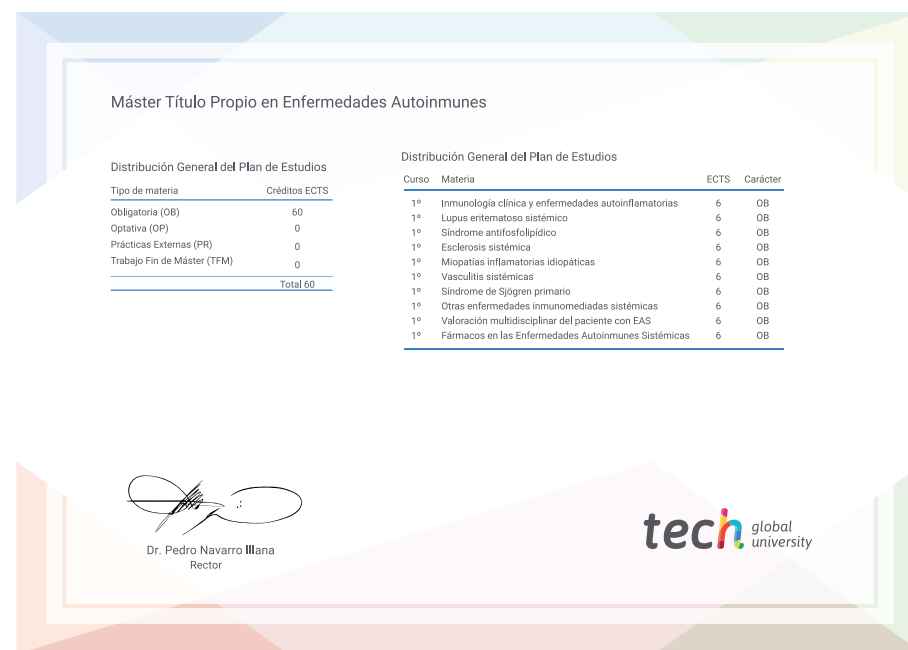 Máster Título Propio en Enfermedades Autoinmunes
Distribución General del Plan de Estudios
Tipo de materia Créditos ECTS
Obligatoria (OB) 60
Optativa (OP) 0
Prácticas Externas (PR) 0
Trabajo Fin de Máster (TFM) 0
Total 60
Distribución General del Plan de Estudios
Curso Materia ECTS Carácter
1º Inmunología clínica y enfermedades autoinflamatorias 6 OB
1º Lupus eritematoso sistémico 6 OB
1º Síndrome antifosfolipídico 6 OB
1º Esclerosis sistémica 6 OB
1º Miopatías inflamatorias idiopáticas 6 OB
1º Vasculitis sistémicas 6 OB
1º Síndrome de Sjögren primario 6 OB
1º Otras enfermedades inmunomediadas sistémicas 6 OB
1º Valoración multidisciplinar del paciente con EAS 6 OB
1º Fármacos en las Enfermedades Autoinmunes Sistémicas 6 OB
Dr. Pedro Navarro Illana
Rector
tech global
university